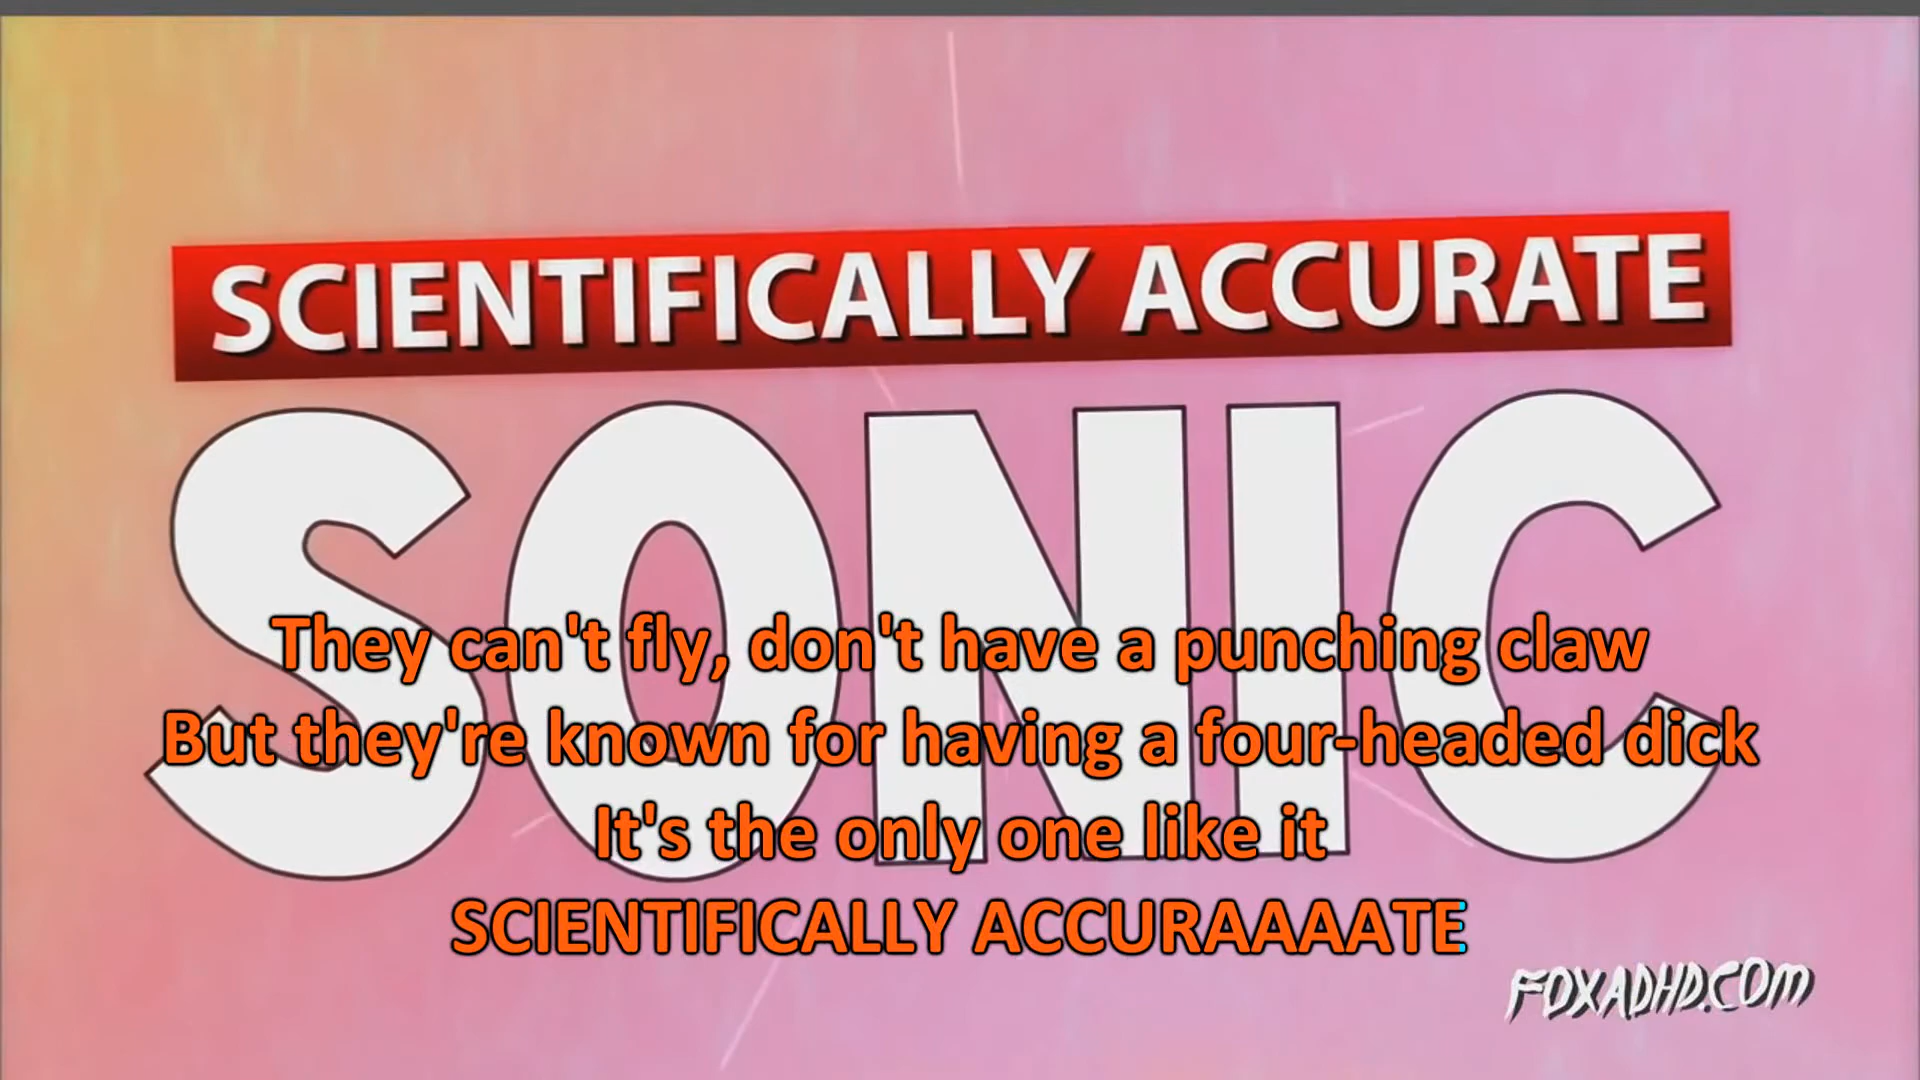 SCIENTIFICALLY ACCURATE
SONIC
They can't fly, don't have a punching claw
But they're known for having a four-headed dick
It's the only one like it
SCIENTIFICALLY ACCURAAAATE
FOXADHD.COM